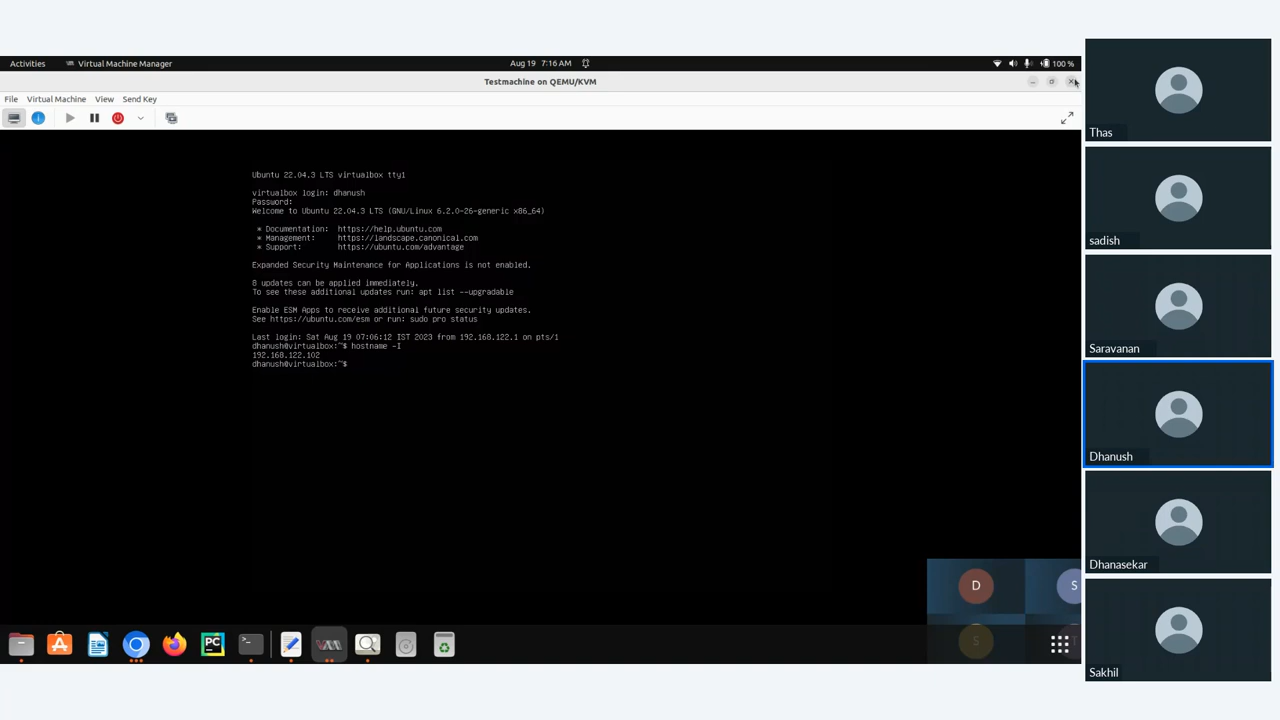 Activities
Virtual Machine Manager
Aug 19 7:16 AM
100 %
Testmachine on QEMU/KVM
File Virtual Machine View Send Key
Ubuntu 22.04.3 LTS virtualbox tty1
virtualbox login: dhanush
Password:
Welcome to Ubuntu 22.04.3 LTS (GNU/Linux 6.2.0-26-generic x86_64)
* Documentation: https://help.ubuntu.com
* Management: https://landscape.canonical.com
* Support: https://ubuntu.com/advantage
Expanded Security Maintenance for Applications is not enabled.
8 updates can be applied immediately.
To see these additional updates run: apt list --upgradable
Enable ESM Apps to receive additional future security updates.
See https://ubuntu.com/esm or run: sudo pro status
Last login: Sat Aug 19 07:06:12 IST 2023 from 192.168.122.1 on pts/1
dhanush@virtualbox:~$ hostname -I
192.168.122.102
dhanush@virtualbox:~$
D
S
S
T
PC
Thas
sadish
Saravanan
Dhanush
Dhanasekar
Sakhil